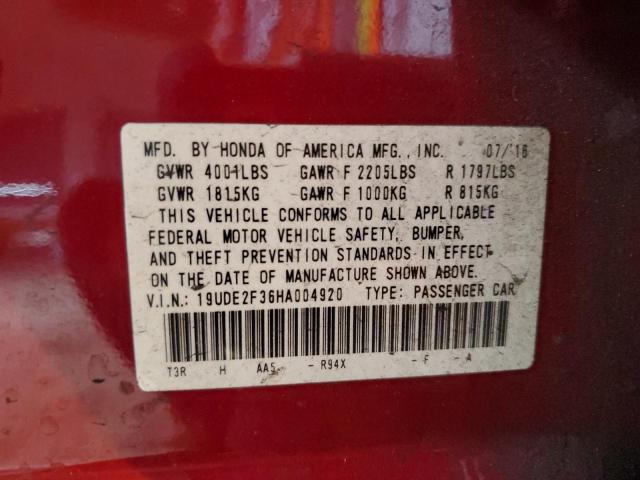 MFD. BY HONDA OF AMERICA MFG., INC. 07/'16
GVWR 4001LBS GAWR F 2205LBS R 1797LBS
GVWR 1815KG GAWR F 1000KG R 815KG
THIS VEHICLE CONFORMS TO ALL APPLICABLE
FEDERAL MOTOR VEHICLE SAFETY, BUMPER,
AND THEFT PREVENTION STANDARDS IN EFFECT
ON THE DATE OF MANUFACTURE SHOWN ABOVE.
V.I.N.: 19UDE2F36HA004920 TYPE: PASSENGER CAR
T3R H AA5 - R94X - F - A